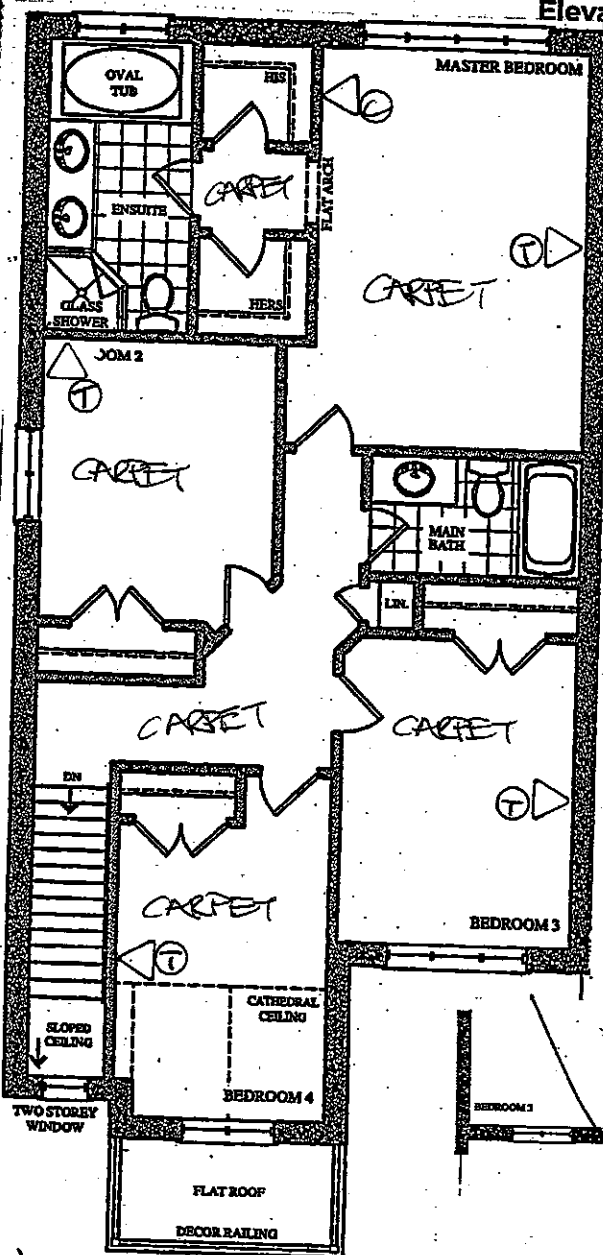 Eleva
OVAL
TUB
HIS
MASTER BEDROOM
C
CARPET
FLAT ARCH
ENSUITE
T
CARPET
GLASS
SHOWER
HERS
OOM 2
T
CARPET
MAIN
BATH
LIN.
CARPET
CARPET
DN
T
CARPET
T
BEDROOM 3
CATHEDRAL
CEILING
SLOPED
CEILING
BEDROOM 4
TWO STOREY
WINDOW
FLAT ROOF
DECOR RAILING